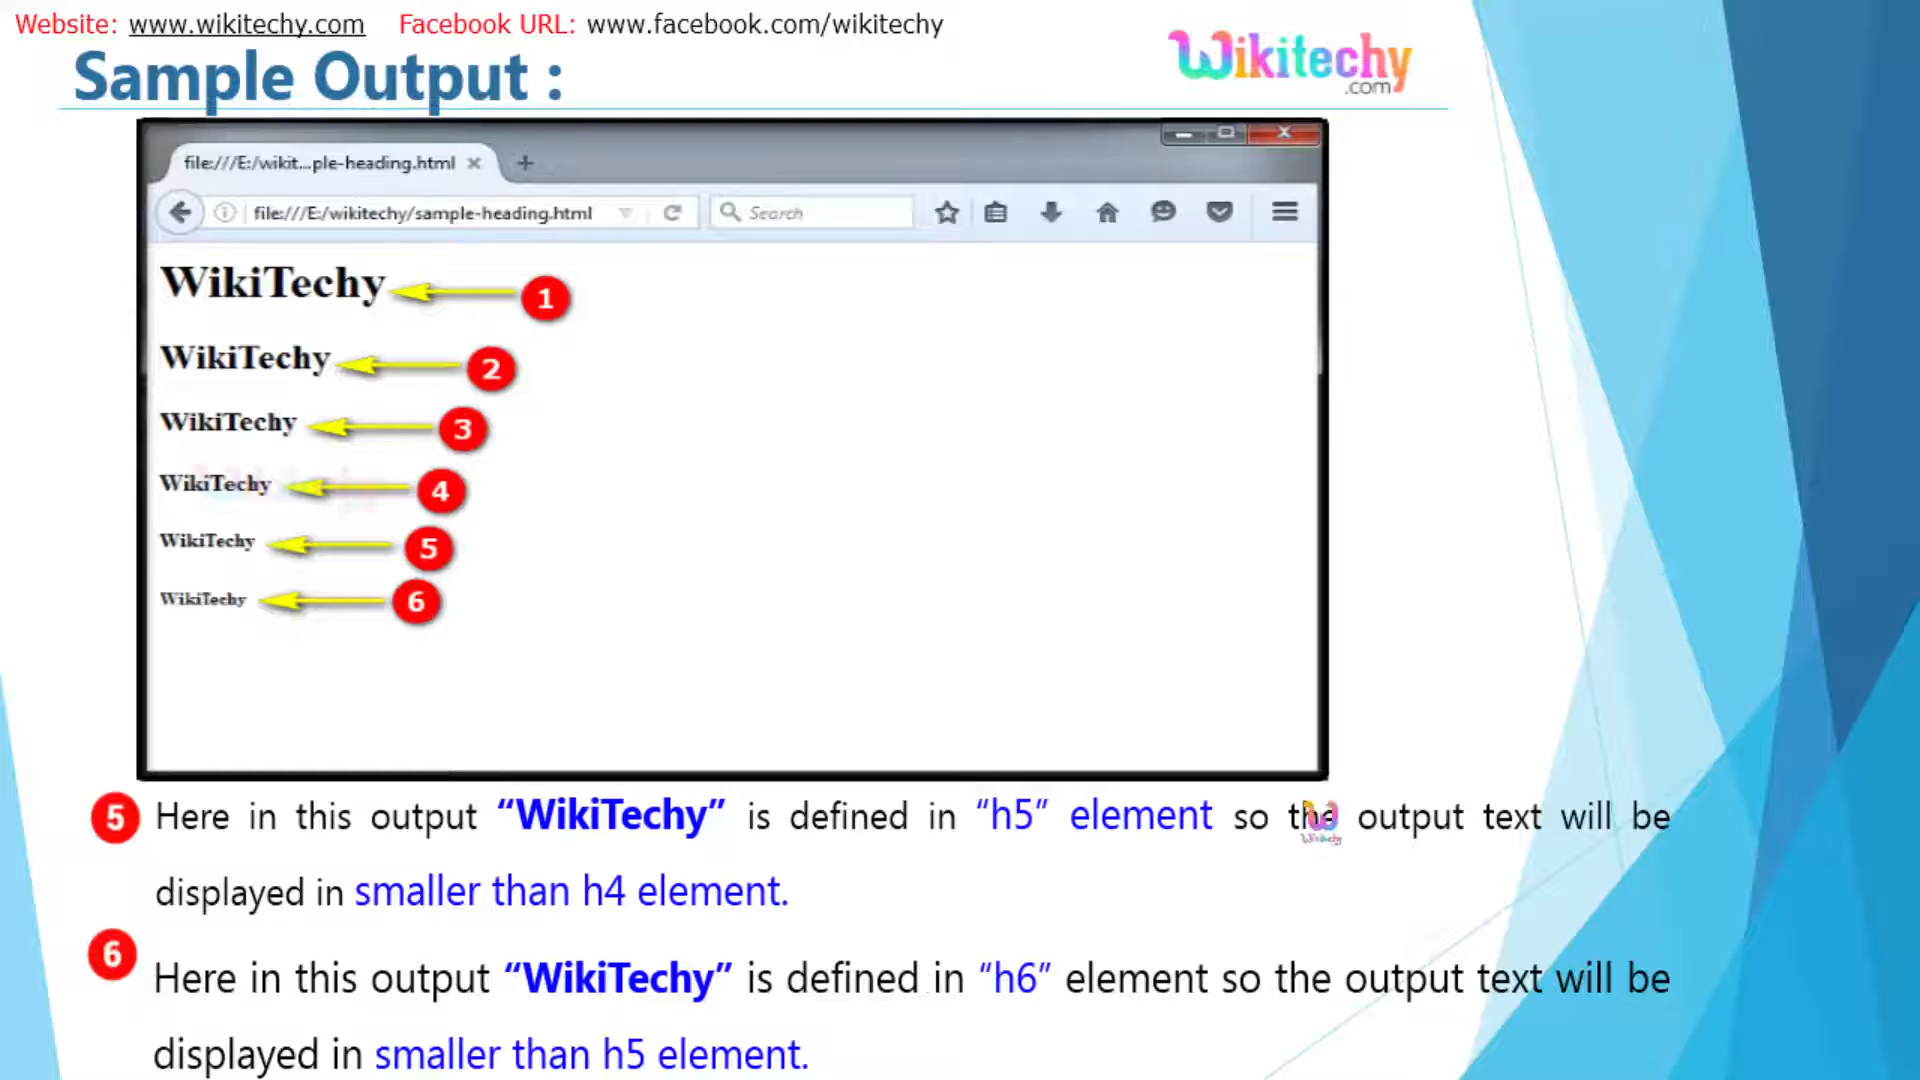 Website: www.wikitechy.com Facebook URL: www.facebook.com/wikitechy
Sample Output :
Wikitechy
.com
file:///E:/wikit...ple-heading.html
file:///E:/wikitechy/sample-heading.html Search
WikiTechy 1
WikiTechy 2
WikiTechy 3
WikiTechy 4
WikiTechy 5
WikiTechy 6
5 Here in this output “WikiTechy” is defined in “h5” element so the output text will be
Wikitechy
displayed in smaller than h4 element.
6 Here in this output “WikiTechy” is defined in “h6” element so the output text will be
displayed in smaller than h5 element.